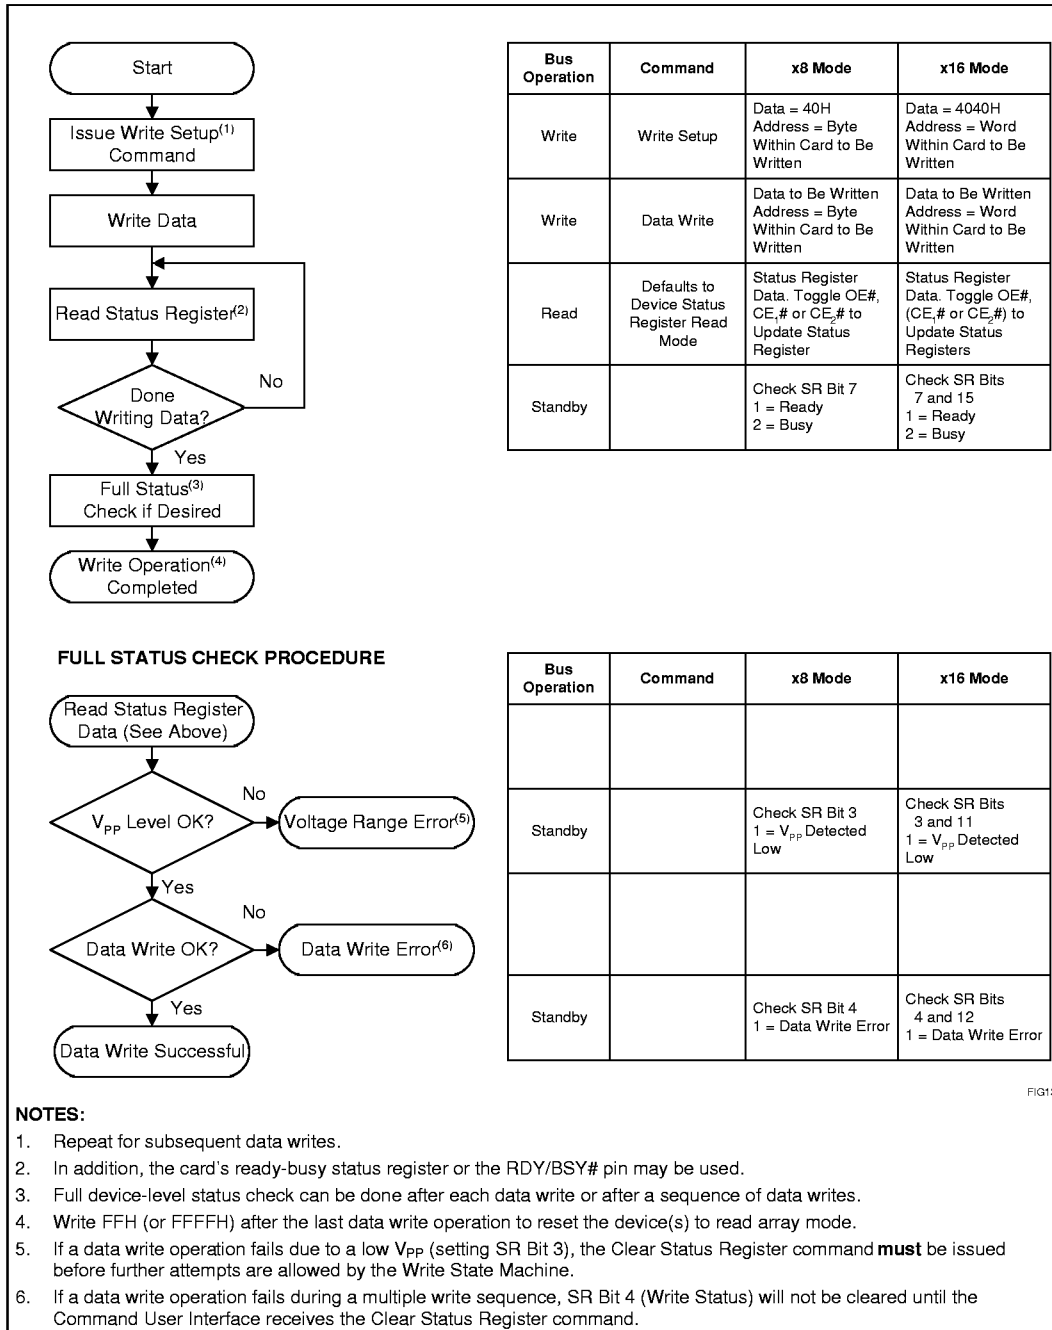 Start
Issue Write Setup(1)
Command
Write Data
Read Status Register(2)
Done
Writing Data?
No
Yes
Full Status(3)
Check if Desired
Write Operation(4)
Completed
Bus
Operation
Command
x8 Mode
x16 Mode
Write
Write Setup
Data = 40H
Address = Byte
Within Card to Be
Written
Data = 4040H
Address = Word
Within Card to Be
Written
Write
Data Write
Data to Be Written
Address = Byte
Within Card to Be
Written
Data to Be Written
Address = Word
Within Card to Be
Written
Read
Defaults to
Device Status
Register Read
Mode
Status Register
Data. Toggle OE#,
CE1# or CE2# to
Update Status
Register
Status Register
Data. Toggle OE#,
(CE1# or CE2#) to
Update Status
Registers
Standby
Check SR Bit 7
1 = Ready
2 = Busy
Check SR Bits
7 and 15
1 = Ready
2 = Busy
FULL STATUS CHECK PROCEDURE
Read Status Register
Data (See Above)
VPP Level OK?
No
Voltage Range Error(5)
Yes
Data Write OK?
No
Data Write Error(6)
Yes
Data Write Successful
Bus
Operation
Command
x8 Mode
x16 Mode
Standby
Check SR Bit 3
1 = VPP Detected
Low
Check SR Bits
3 and 11
1 = VPP Detected
Low
Standby
Check SR Bit 4
1 = Data Write Error
Check SR Bits
4 and 12
1 = Data Write Error
NOTES:
1. Repeat for subsequent data writes.
2. In addition, the card's ready-busy status register or the RDY/BSY# pin may be used.
3. Full device-level status check can be done after each data write or after a sequence of data writes.
4. Write FFH (or FFFFH) after the last data write operation to reset the device(s) to read array mode.
5. If a data write operation fails due to a low VPP (setting SR Bit 3), the Clear Status Register command must be issued
before further attempts are allowed by the Write State Machine.
6. If a data write operation fails during a multiple write sequence, SR Bit 4 (Write Status) will not be cleared until the
Command User Interface receives the Clear Status Register command.